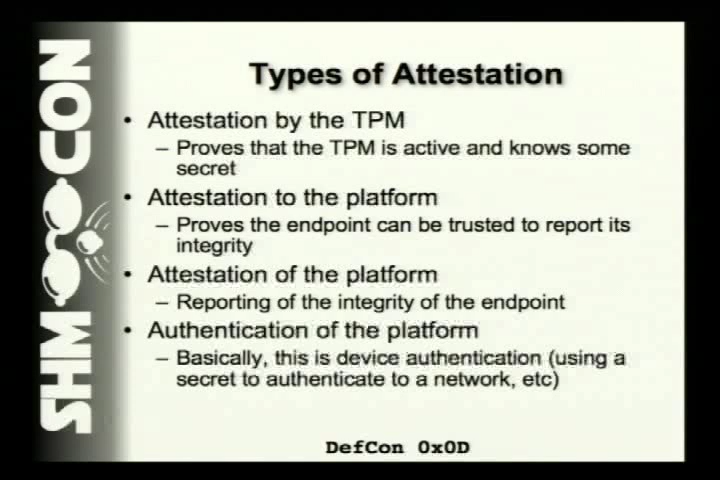 Types of Attestation
• Attestation by the TPM
– Proves that the TPM is active and knows some
secret
• Attestation to the platform
– Proves the endpoint can be trusted to report its
integrity
• Attestation of the platform
– Reporting of the integrity of the endpoint
• Authentication of the platform
– Basically, this is device authentication (using a
secret to authenticate to a network, etc)
DefCon 0x0D
SHMOOCON